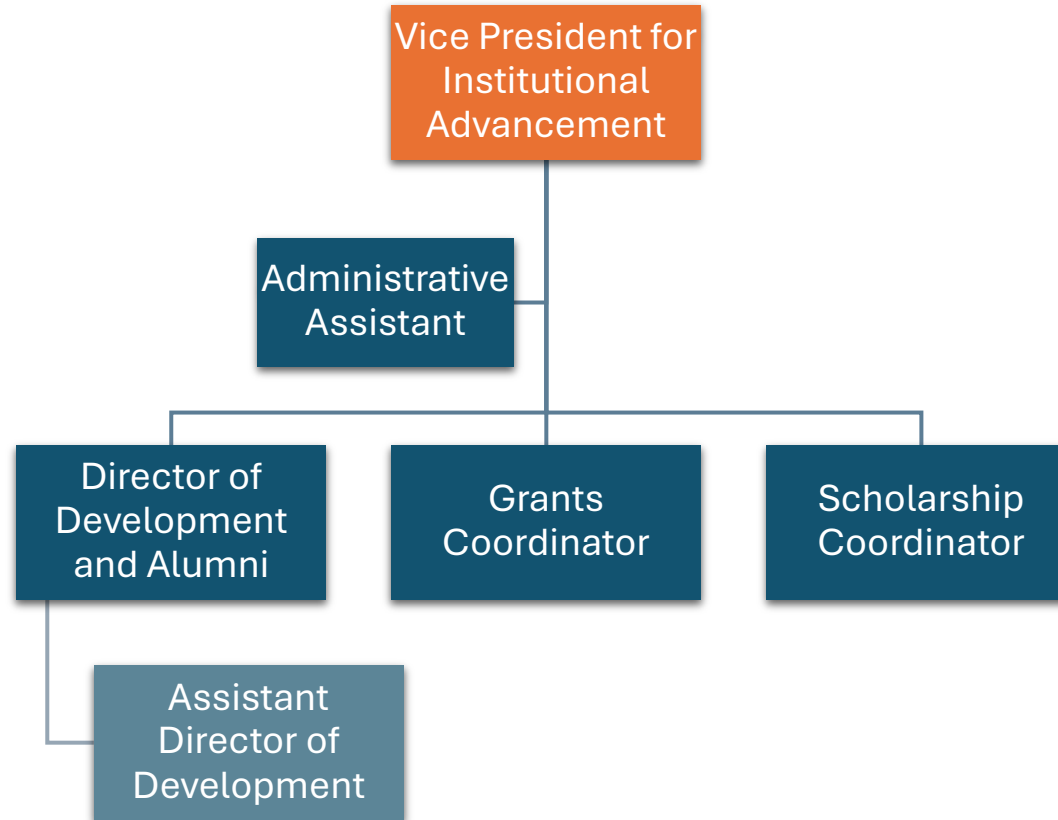 Vice President for
Institutional
Advancement
Administrative
Assistant
Director of
Development
and Alumni
Grants
Coordinator
Scholarship
Coordinator
Assistant
Director of
Development